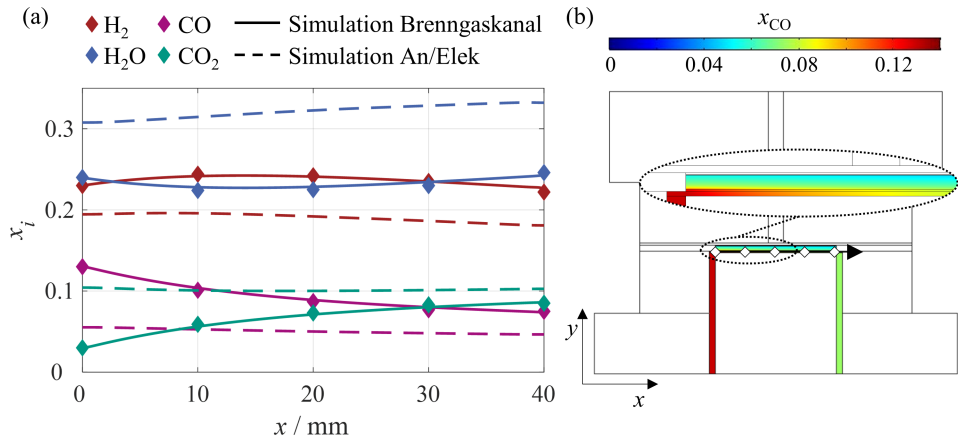 (a)
H₂ CO Simulation Brenngaskanal
H₂O CO₂ Simulation An/Elek
0.3
0.2
0.1
0
xᵢ
0 10 20 30 40
x / mm
(b)
x_CO
0 0.04 0.08 0.12
y
x